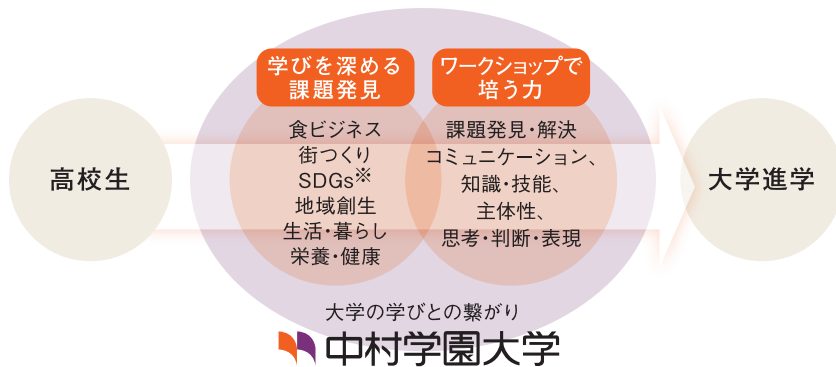 高校生
学びを深める
課題発見
食ビジネス
街つくり
SDGs※
地域創生
生活・暮らし
栄養・健康
ワークショップで
培う力
課題発見・解決
コミュニケーション、
知識・技能、
主体性、
思考・判断・表現
大学進学
大学の学びとの繋がり
中村学園大学